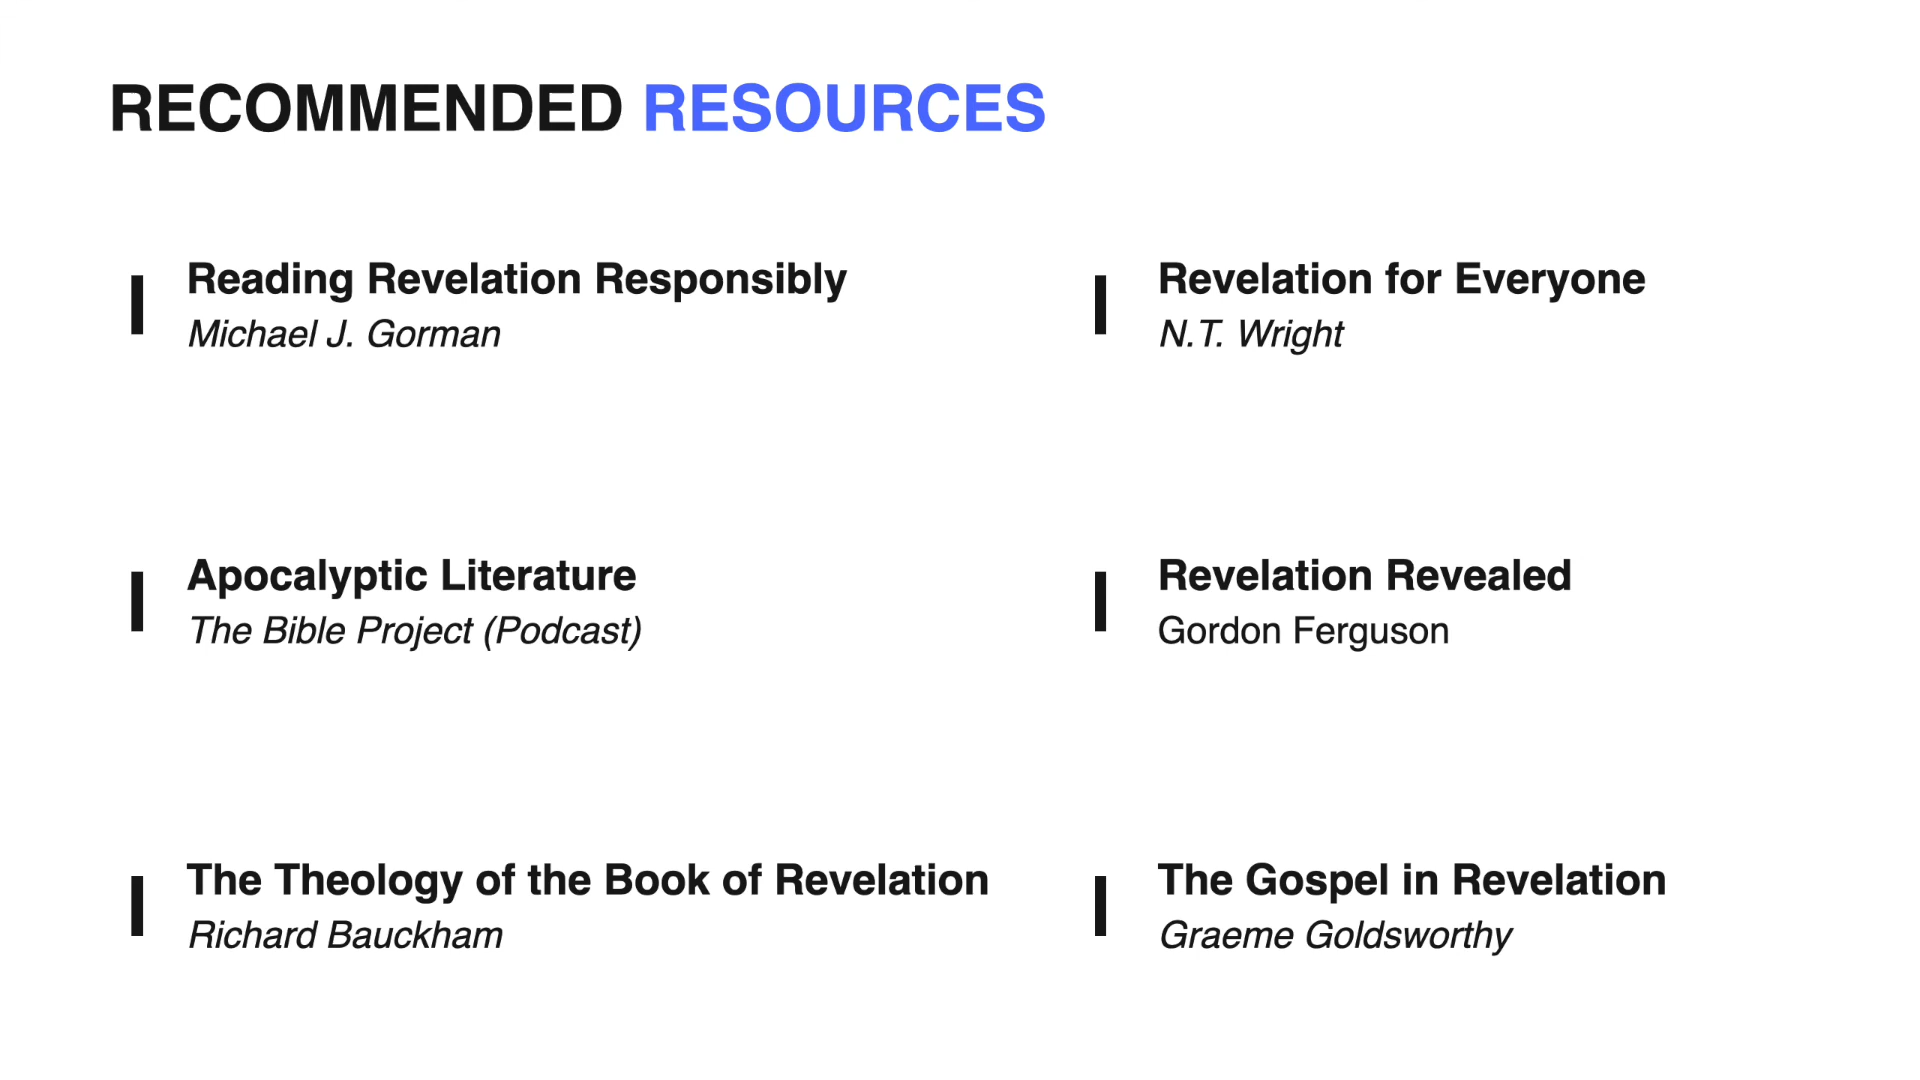 RECOMMENDED RESOURCES
Reading Revelation Responsibly
Michael J. Gorman
Revelation for Everyone
N.T. Wright
Apocalyptic Literature
The Bible Project (Podcast)
Revelation Revealed
Gordon Ferguson
The Theology of the Book of Revelation
Richard Bauckham
The Gospel in Revelation
Graeme Goldsworthy